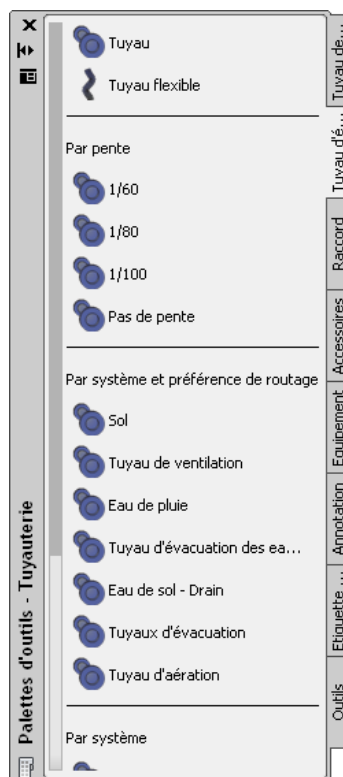 Tuyau
Tuyau flexible
Par pente
1/60
1/80
1/100
Pas de pente
Par système et préférence de routage
Sol
Tuyau de ventilation
Eau de pluie
Tuyau d'évacuation des ea...
Eau de sol - Drain
Tuyaux d'évacuation
Tuyau d'aération
Par système
Palettes d'outils - Tuyauterie
Tuyau de...
Tuyau d'é...
Raccord
Accessoires
Equipement
Annotation
Etiquette ...
Outils